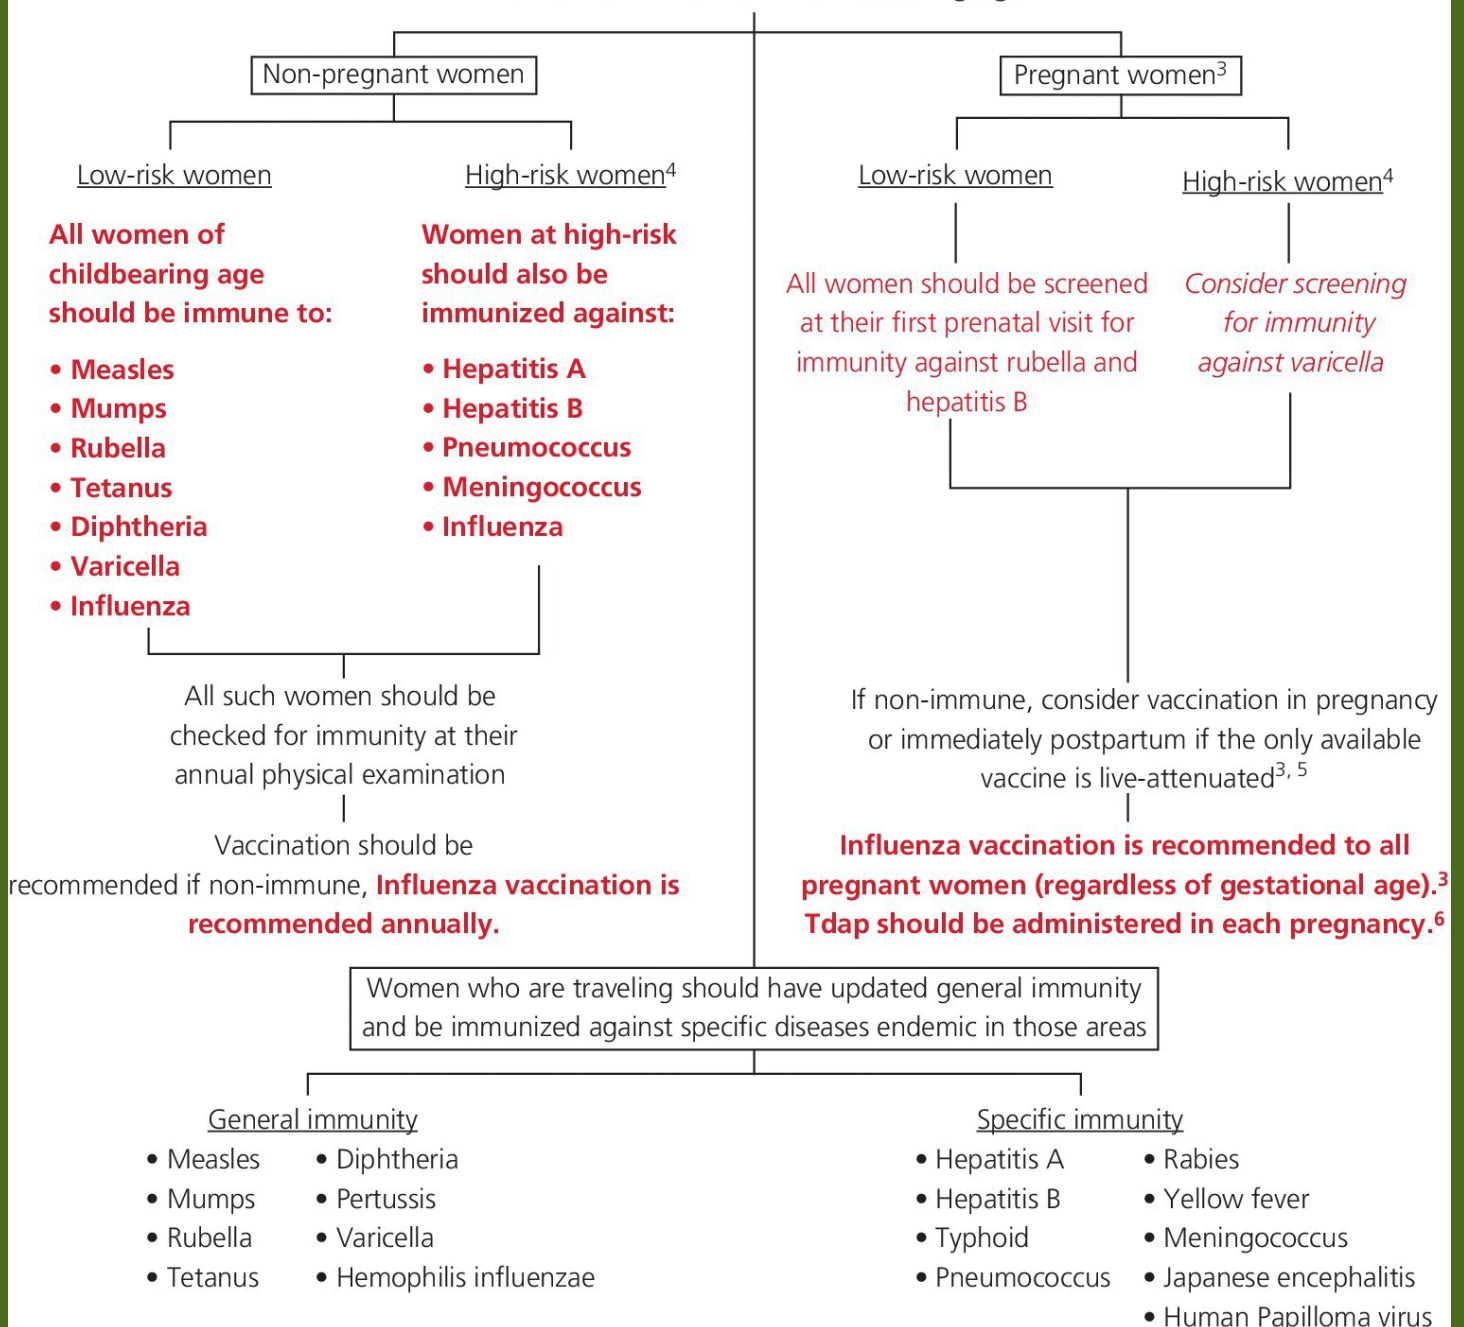 Non-pregnant women
Pregnant women³
Low-risk women
High-risk women⁴
Low-risk women
High-risk women⁴
All women of
childbearing age
should be immune to:
• Measles
• Mumps
• Rubella
• Tetanus
• Diphtheria
• Varicella
• Influenza
Women at high-risk
should also be
immunized against:
• Hepatitis A
• Hepatitis B
• Pneumococcus
• Meningococcus
• Influenza
All women should be screened
at their first prenatal visit for
immunity against rubella and
hepatitis B
Consider screening
for immunity
against varicella
All such women should be
checked for immunity at their
annual physical examination
Vaccination should be
recommended if non-immune, Influenza vaccination is
recommended annually.
If non-immune, consider vaccination in pregnancy
or immediately postpartum if the only available
vaccine is live-attenuated³, ⁵
Influenza vaccination is recommended to all
pregnant women (regardless of gestational age).³
Tdap should be administered in each pregnancy.⁶
Women who are traveling should have updated general immunity
and be immunized against specific diseases endemic in those areas
General immunity
• Measles
• Mumps
• Rubella
• Tetanus
• Diphtheria
• Pertussis
• Varicella
• Hemophilis influenzae
Specific immunity
• Hepatitis A
• Hepatitis B
• Typhoid
• Pneumococcus
• Rabies
• Yellow fever
• Meningococcus
• Japanese encephalitis
• Human Papilloma virus